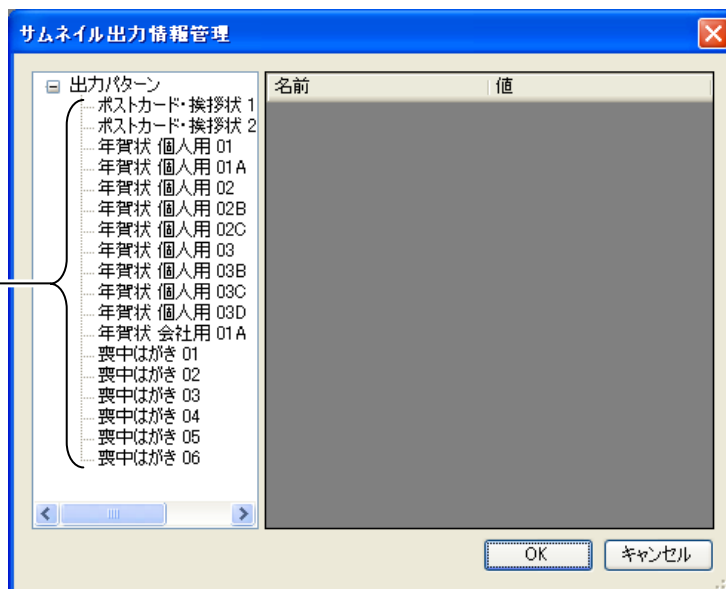 サムネイル出力情報管理
出力パターン
ポストカード・挨拶状 1
ポストカード・挨拶状 2
年賀状 個人用 01
年賀状 個人用 01A
年賀状 個人用 02
年賀状 個人用 02B
年賀状 個人用 02C
年賀状 個人用 03
年賀状 個人用 03B
年賀状 個人用 03C
年賀状 個人用 03D
年賀状 会社用 01A
喪中はがき 01
喪中はがき 02
喪中はがき 03
喪中はがき 04
喪中はがき 05
喪中はがき 06
名前 値
OK キャンセル